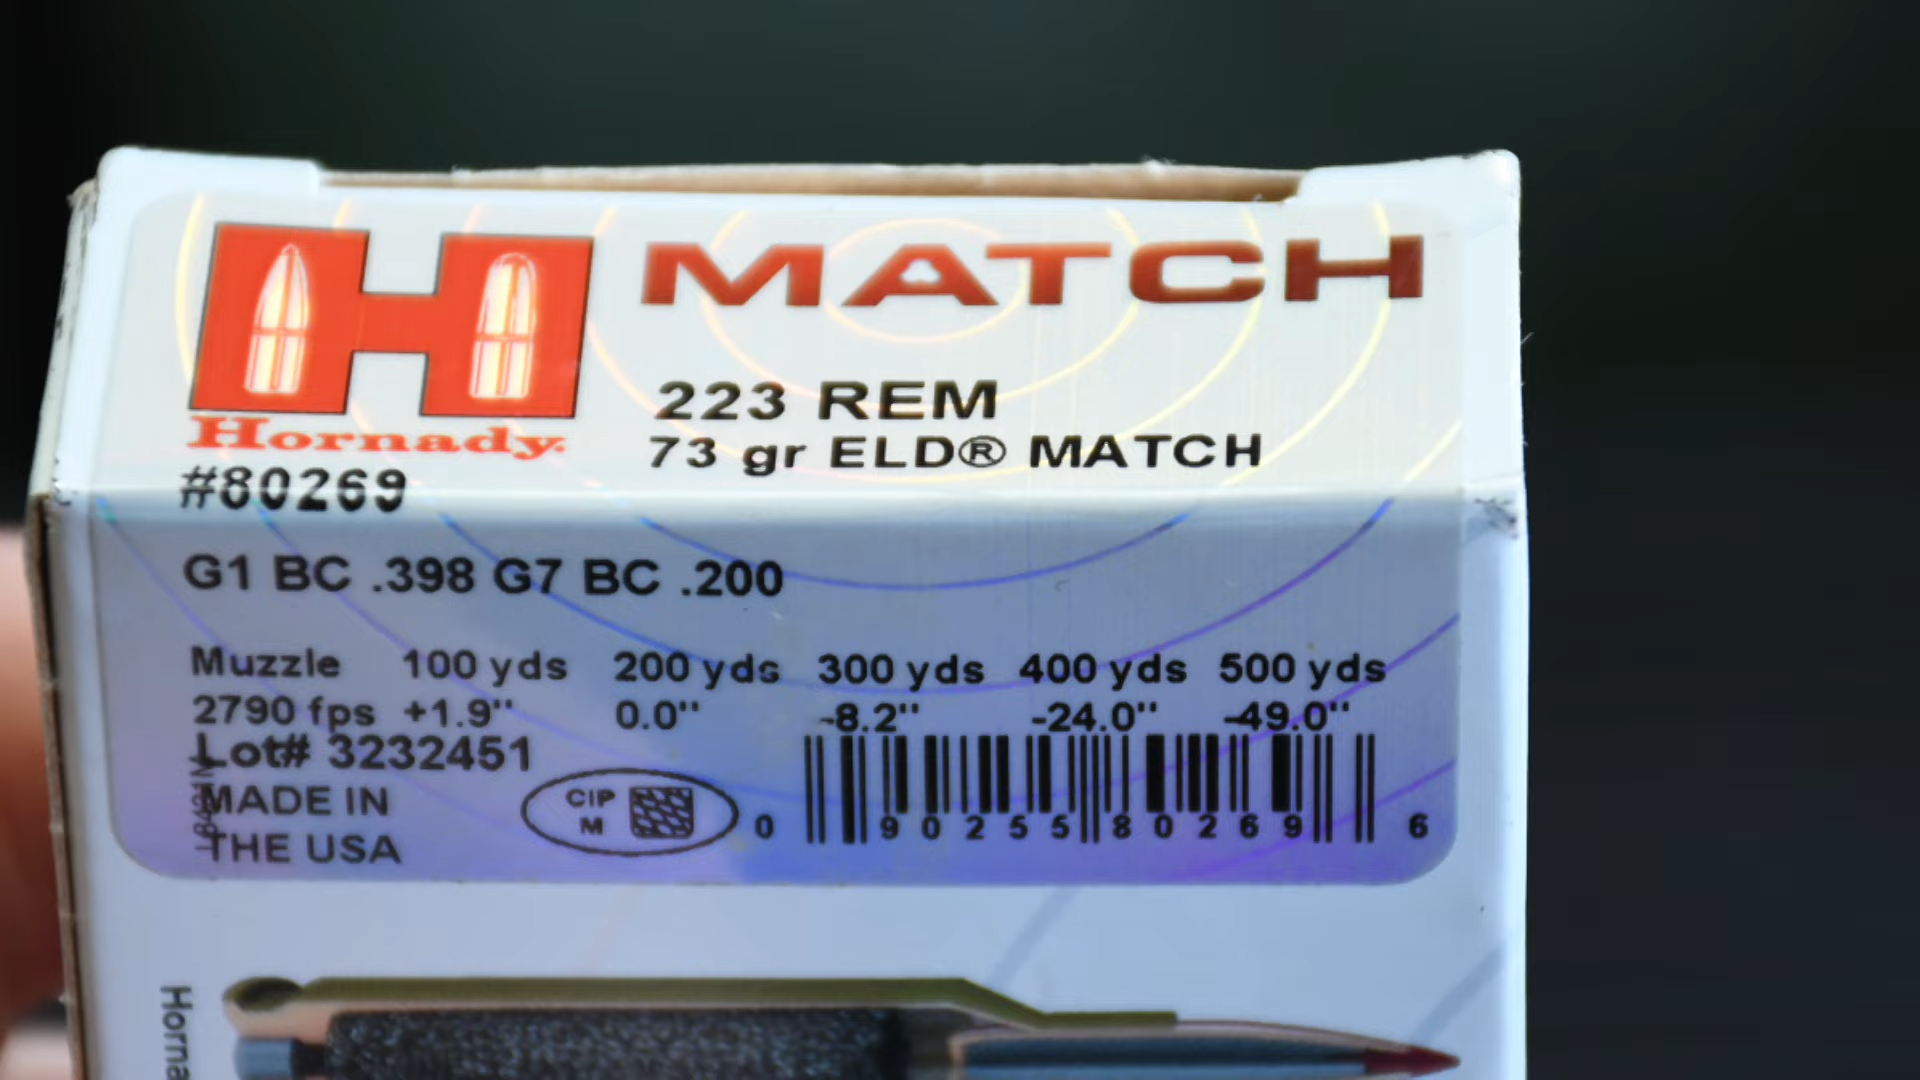 MATCH
Hornady
223 REM
73 gr ELD® MATCH
#80269
G1 BC .398 G7 BC .200
Muzzle 100 yds 200 yds 300 yds 400 yds 500 yds
2790 fps +1.9" 0.0" -8.2" -24.0" -49.0"
Lot# 3232451
MADE IN
THE USA
CIP
M
0 90255 80269 6
Horna